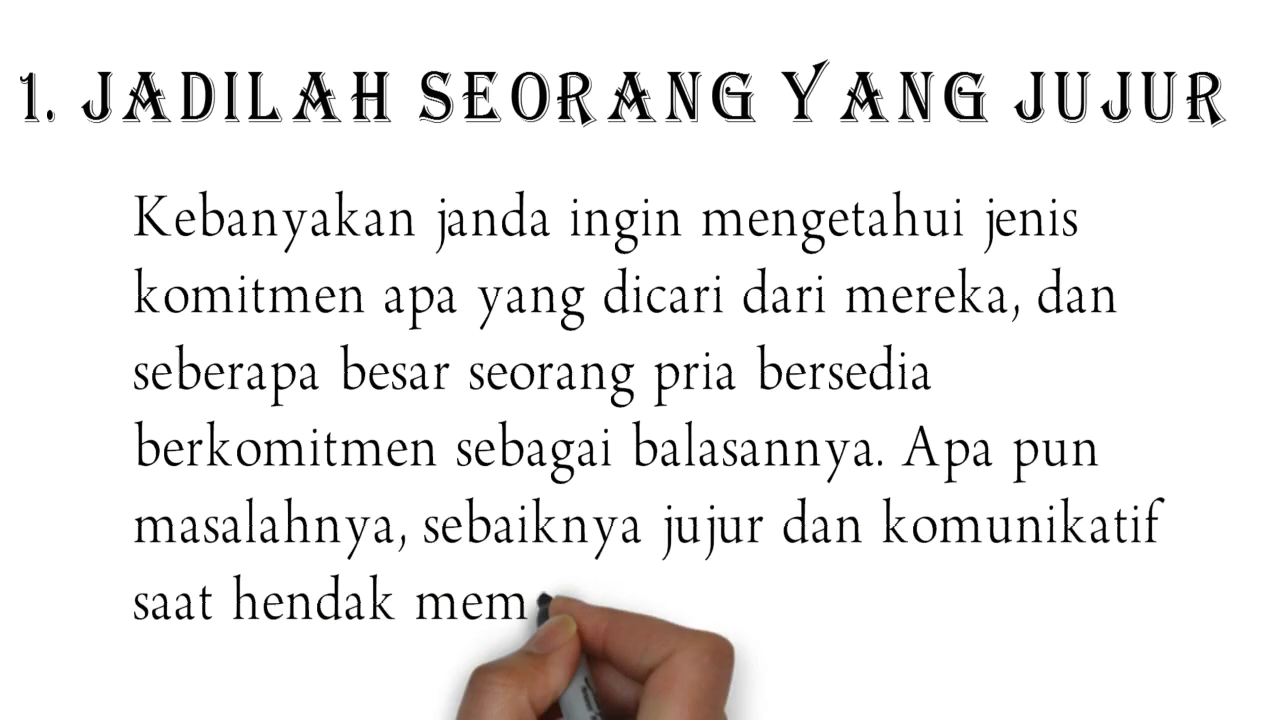 1. JADILAH SEORANG YANG JUJUR
Kebanyakan janda ingin mengetahui jenis
komitmen apa yang dicari dari mereka, dan
seberapa besar seorang pria bersedia
berkomitmen sebagai balasannya. Apa pun
masalahnya, sebaiknya jujur dan komunikatif
saat hendak mem